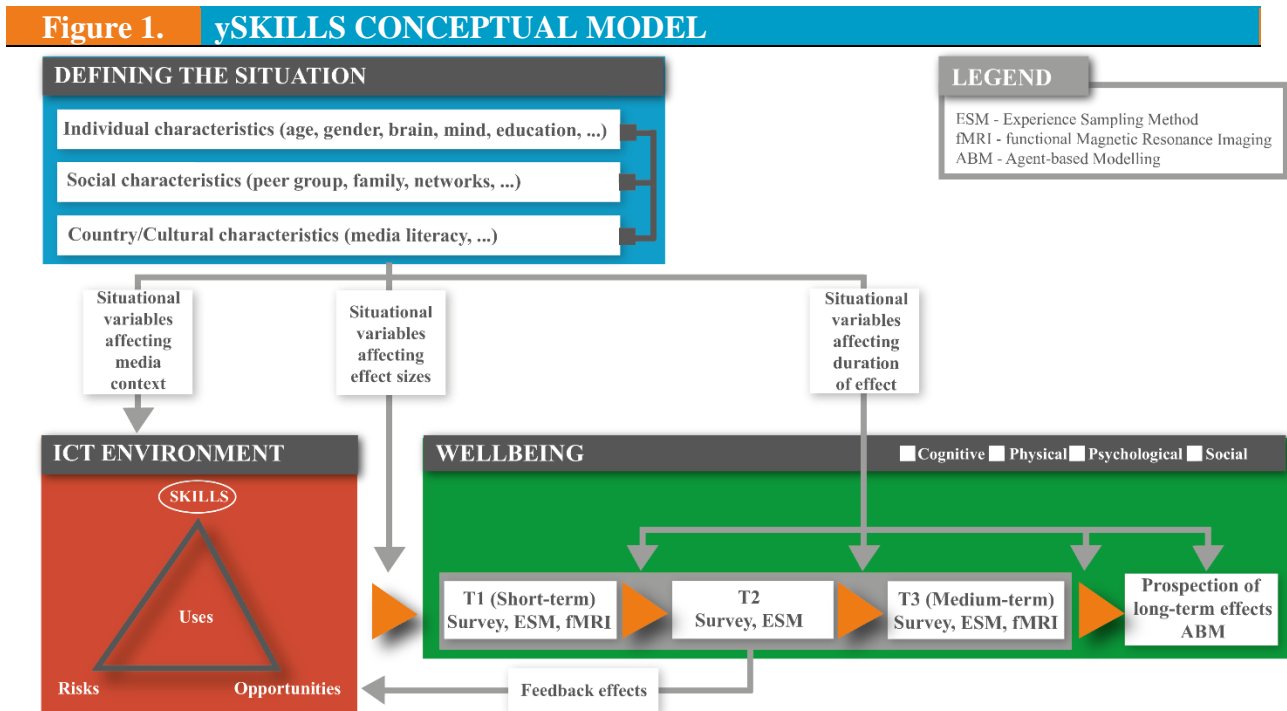 Figure 1. ySKILLS CONCEPTUAL MODEL
DEFINING THE SITUATION
Individual characteristics (age, gender, brain, mind, education, ...)
Social characteristics (peer group, family, networks, ...)
Country/Cultural characteristics (media literacy, ...)
LEGEND
ESM - Experience Sampling Method
fMRI - functional Magnetic Resonance Imaging
ABM - Agent-based Modelling
Situational
variables
affecting
media
context
Situational
variables
affecting
effect sizes
Situational
variables
affecting
duration
of effect
ICT ENVIRONMENT
SKILLS
Uses
Risks
Opportunities
WELLBEING
Cognitive Physical Psychological Social
T1 (Short-term)
Survey, ESM, fMRI
T2
Survey, ESM
T3 (Medium-term)
Survey, ESM, fMRI
Prospection of
long-term effects
ABM
Feedback effects